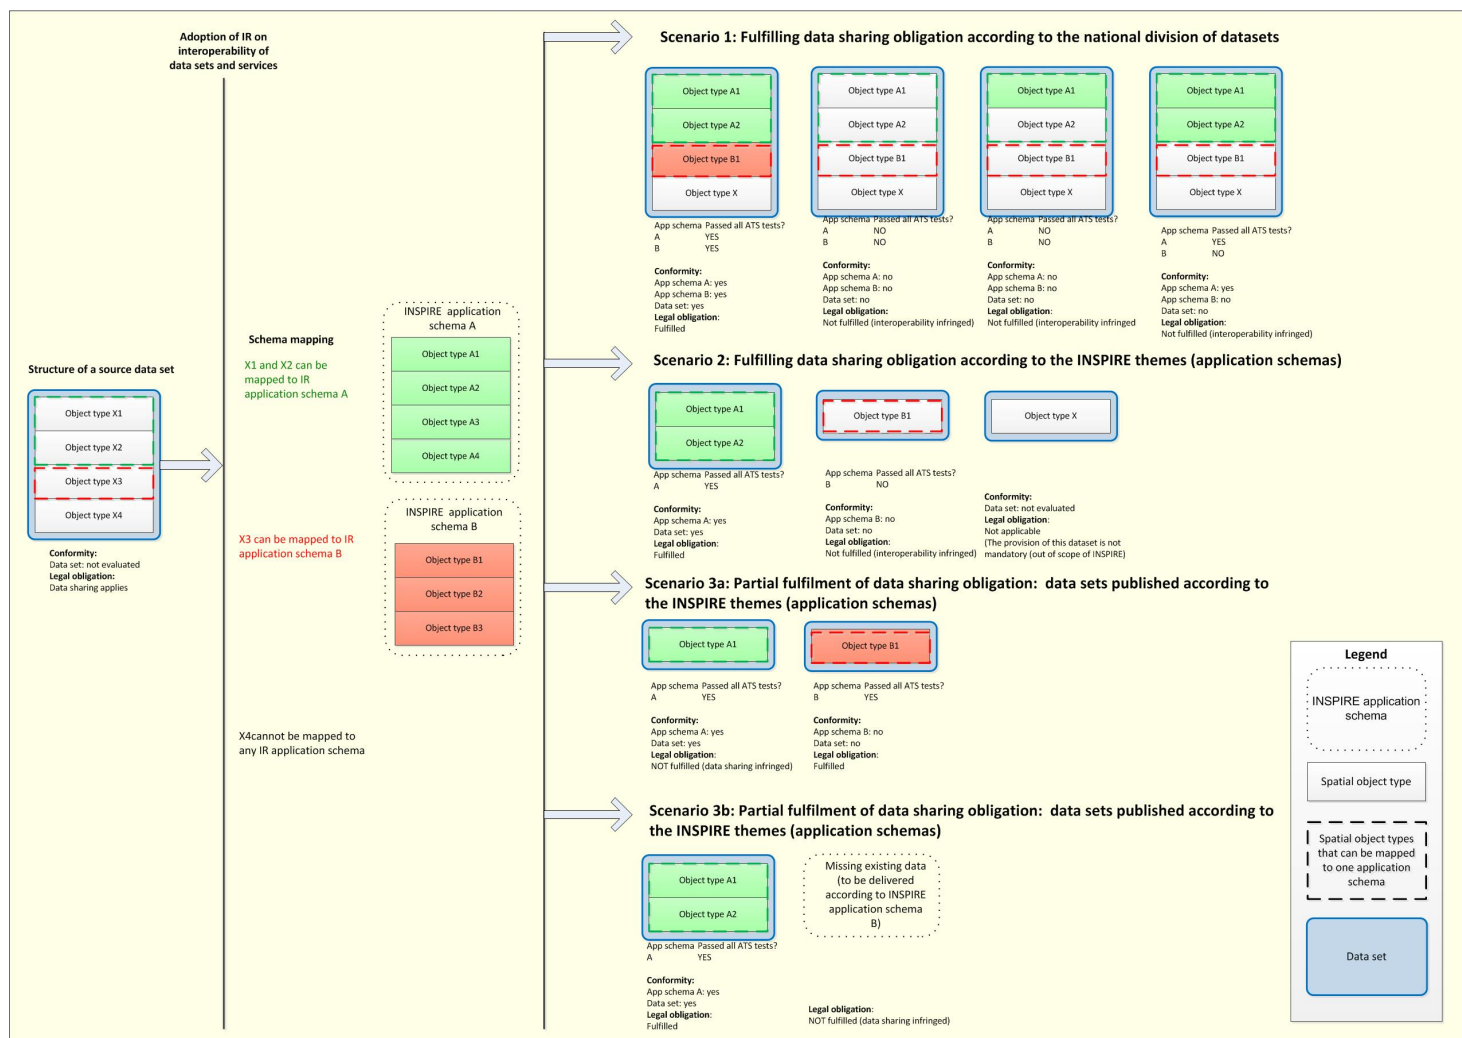 Adoption of IR on
interoperability of
data sets and services
Structure of a source data set
Object type X1
Object type X2
Object type X3
Object type X4
Conformity:
Data set: not evaluated
Legal obligation:
Data sharing applies
Schema mapping
X1 and X2 can be
mapped to IR
application schema A
X3 can be mapped to IR
application schema B
X4cannot be mapped to
any IR application schema
INSPIRE application
schema A
Object type A1
Object type A2
Object type A3
Object type A4
INSPIRE application
schema B
Object type B1
Object type B2
Object type B3
Scenario 1: Fulfilling data sharing obligation according to the national division of datasets
Object type A1
Object type A2
Object type B1
Object type X
App schema Passed all ATS tests?
A YES
B YES
Conformity:
App schema A: yes
App schema B: yes
Data set: yes
Legal obligation:
Fulfilled
Object type A1
Object type A2
Object type B1
Object type X
App schema Passed all ATS tests?
A NO
B NO
Conformity:
App schema A: no
App schema B: no
Data set: no
Legal obligation:
Not fulfilled (interoperability infringed)
Object type A1
Object type A2
Object type B1
Object type X
App schema Passed all ATS tests?
A NO
B NO
Conformity:
App schema A: no
App schema B: no
Data set: no
Legal obligation:
Not fulfilled (interoperability infringed
Object type A1
Object type A2
Object type B1
Object type X
App schema Passed all ATS tests?
A YES
B NO
Conformity:
App schema A: yes
App schema B: no
Data set: no
Legal obligation:
Not fulfilled (interoperability infringed)
Scenario 2: Fulfilling data sharing obligation according to the INSPIRE themes (application schemas)
Object type A1
Object type A2
App schema Passed all ATS tests?
A YES
Conformity:
App schema A: yes
Data set: yes
Legal obligation:
Fulfilled
Object type B1
App schema Passed all ATS tests?
B NO
Conformity:
App schema B: no
Data set: no
Legal obligation:
Not fulfilled (interoperability infringed)
Object type X
Conformity:
Data set: not evaluated
Legal obligation:
Not applicable
(The provision of this dataset is not
mandatory (out of scope of INSPIRE)
Scenario 3a: Partial fulfilment of data sharing obligation: data sets published according to
the INSPIRE themes (application schemas)
Object type A1
App schema Passed all ATS tests?
A YES
Conformity:
App schema A: yes
Data set: yes
Legal obligation:
NOT fulfilled (data sharing infringed)
Object type B1
App schema Passed all ATS tests?
B YES
Conformity:
App schema B: no
Data set: no
Legal obligation:
Fulfilled
Scenario 3b: Partial fulfilment of data sharing obligation: data sets published according to
the INSPIRE themes (application schemas)
Object type A1
Object type A2
App schema Passed all ATS tests?
A YES
Conformity:
App schema A: yes
Data set: yes
Legal obligation:
Fulfilled
Missing existing data
(to be delivered
according to INSPIRE
application schema
B)
Legal obligation:
NOT fulfilled (data sharing infringed)
Legend
INSPIRE application
schema
Spatial object type
Spatial object types
that can be mapped
to one application
schema
Data set